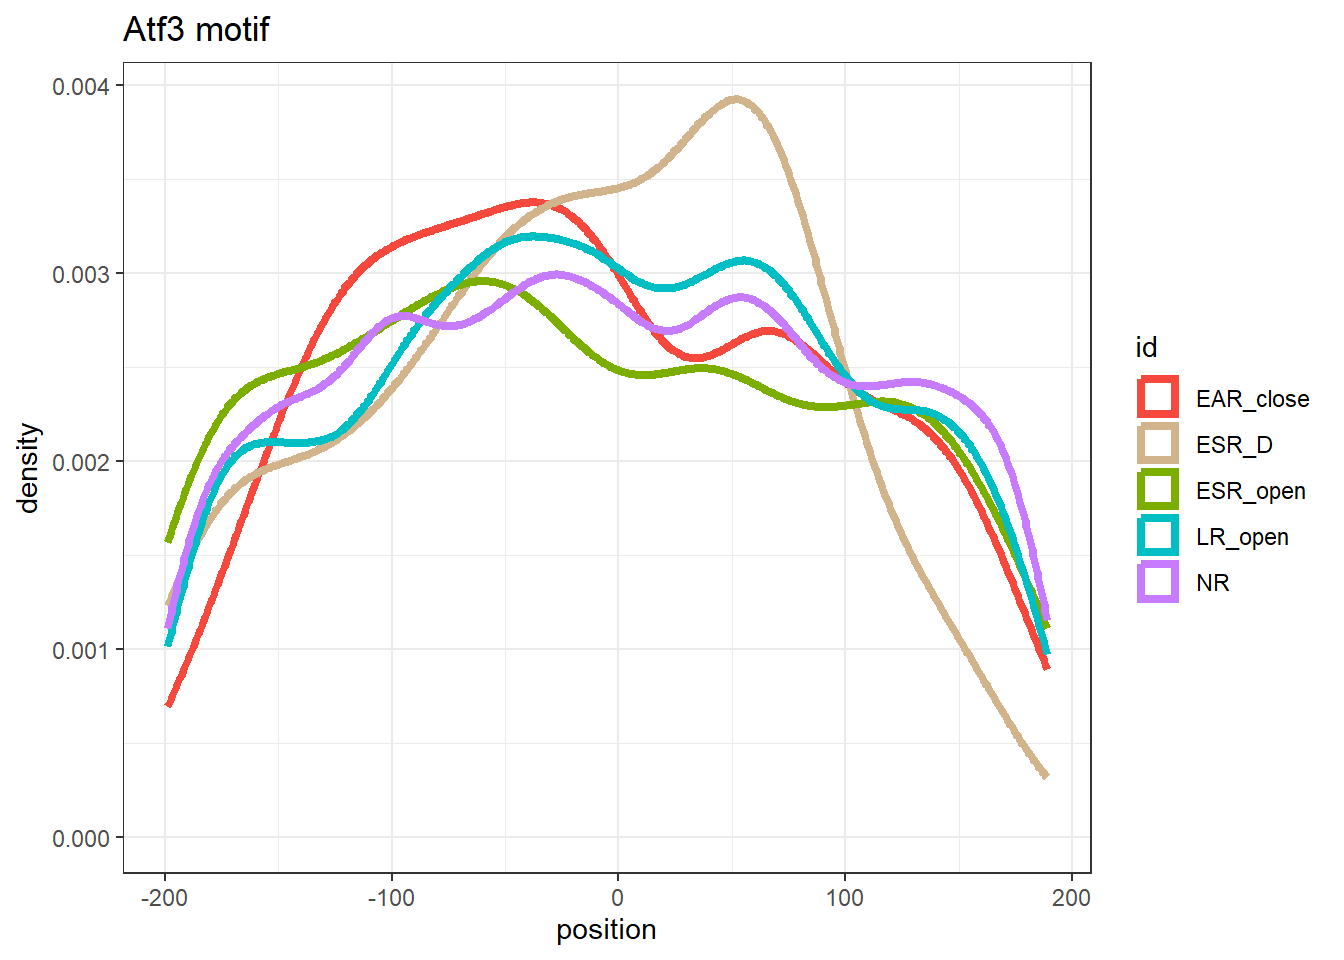 Atf3 motif
0.004
0.003
0.002
0.001
0.000
density
-200
-100
0
100
200
position
id
EAR_close
ESR_D
ESR_open
LR_open
NR